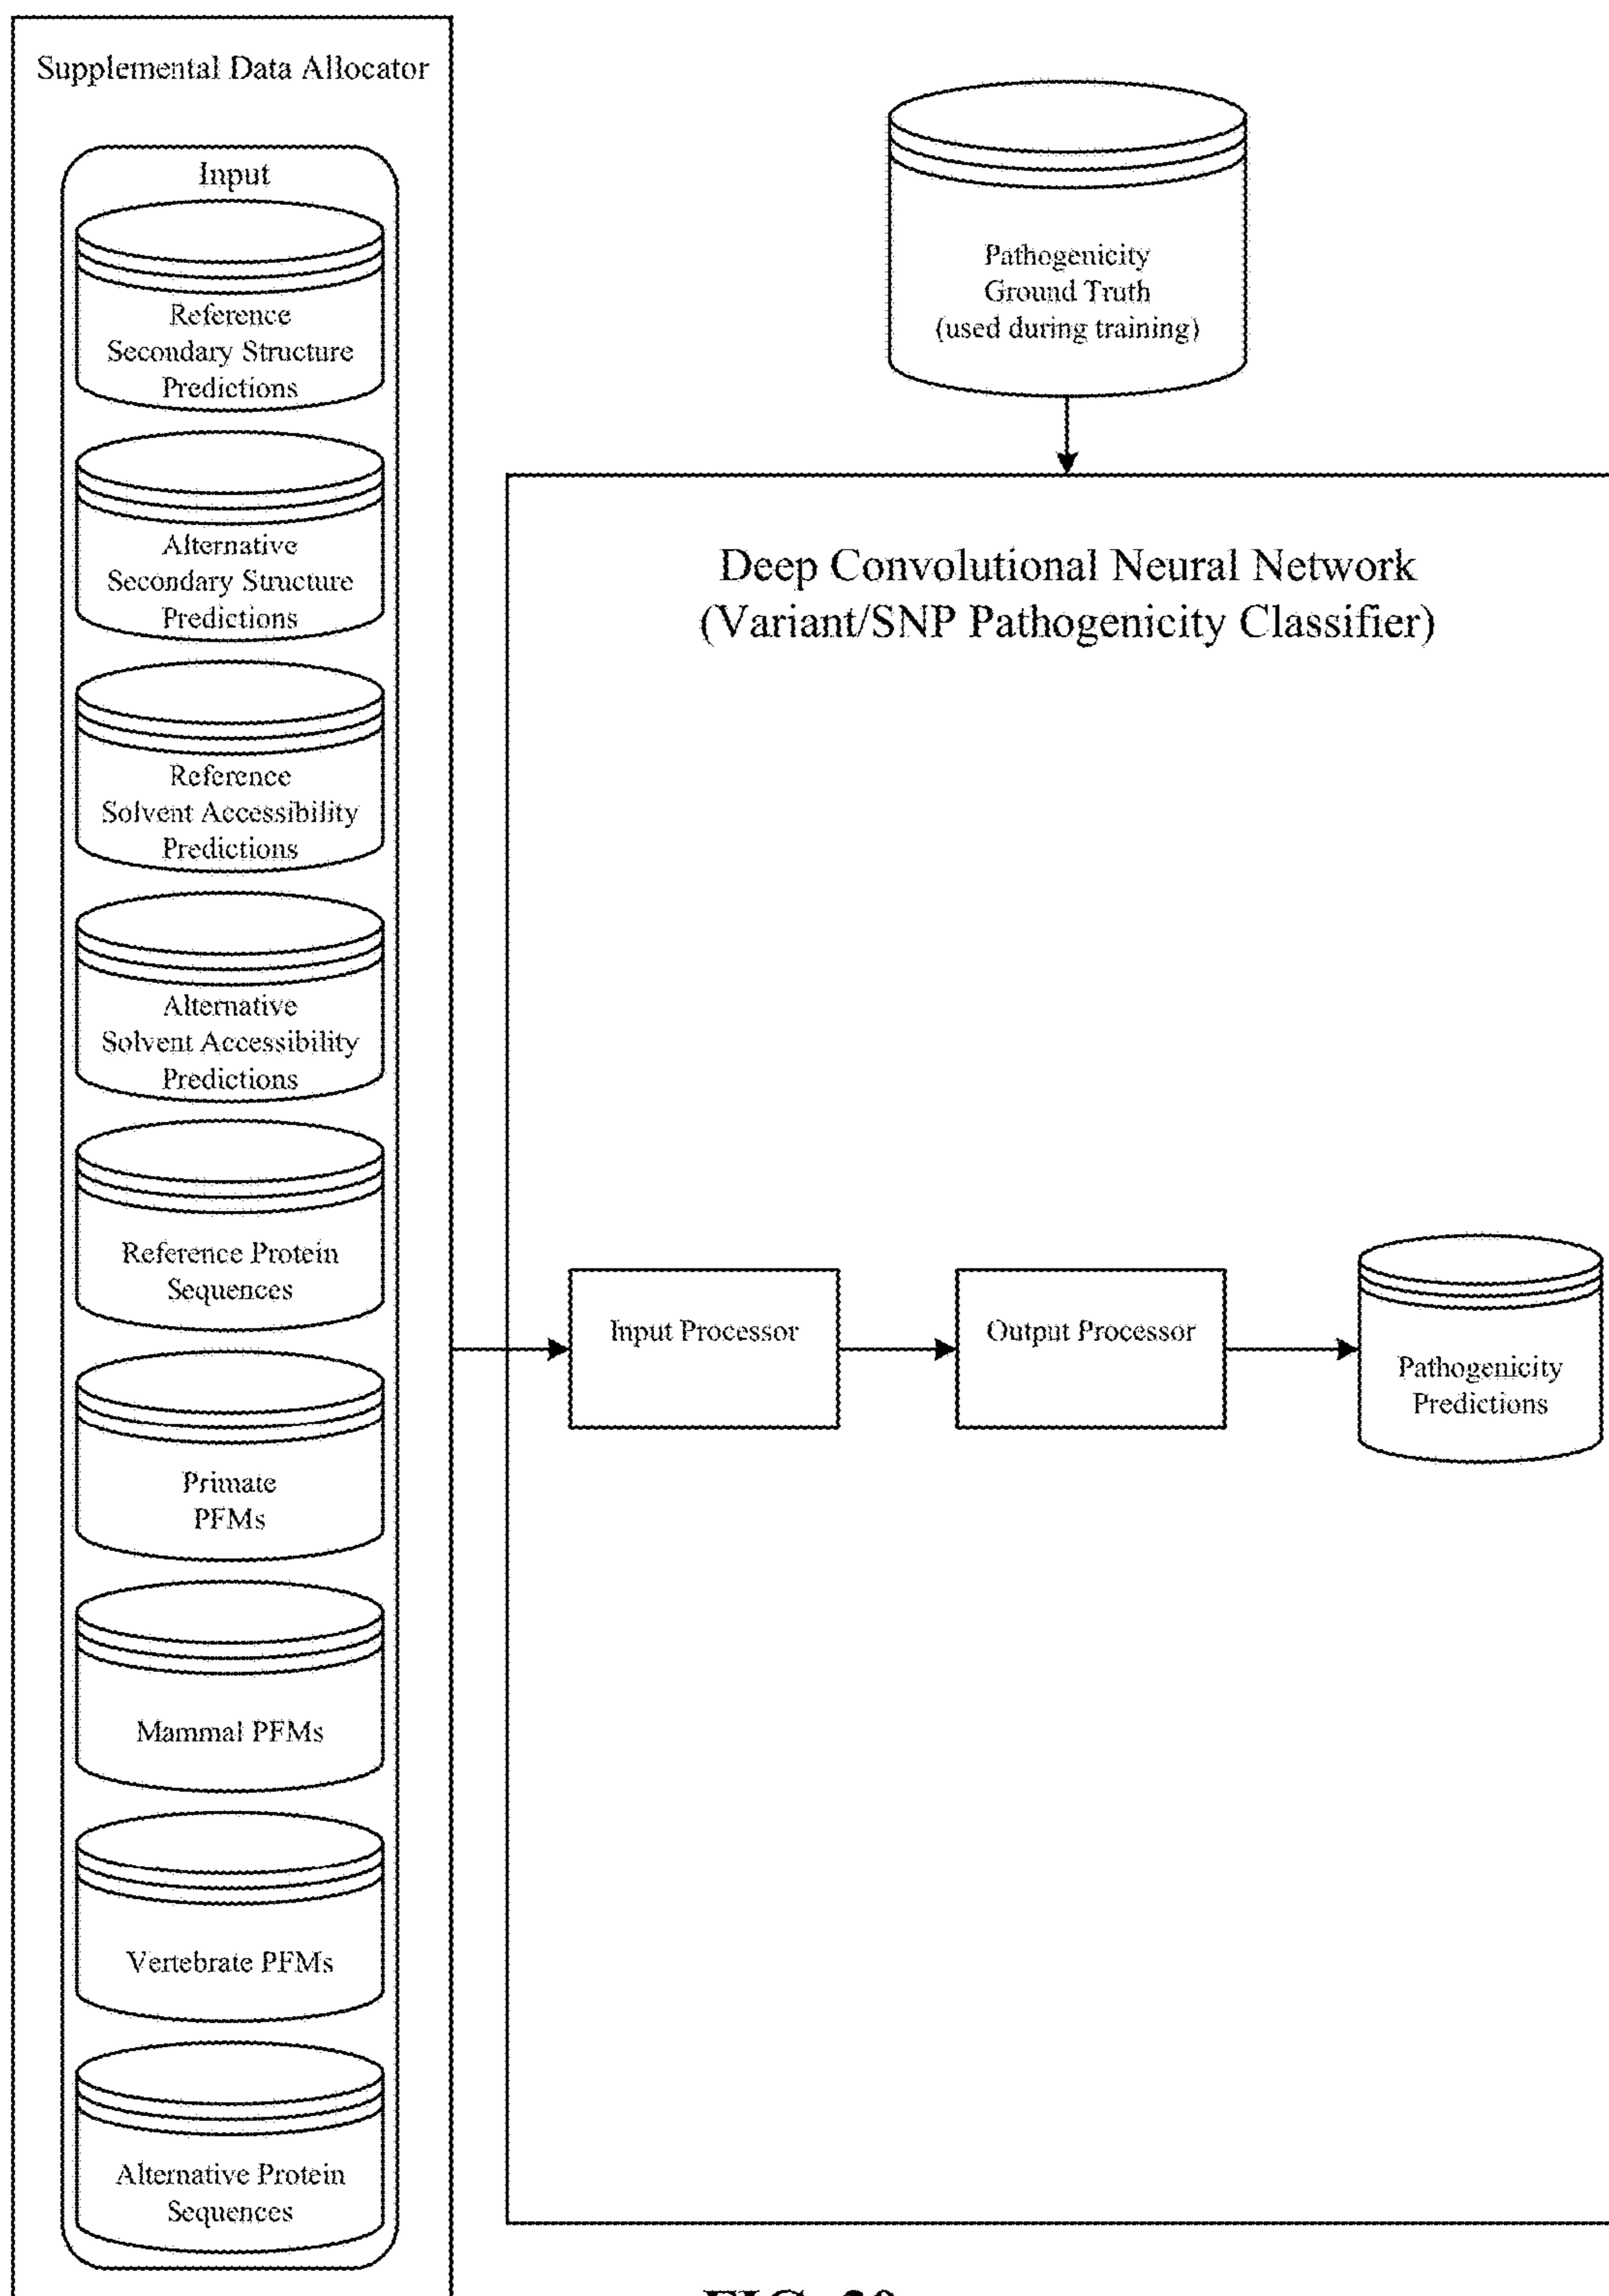 Supplemental Data Allocator
Input
Reference
Secondary Structure
Predictions
Alternative
Secondary Structure
Predictions
Reference
Solvent Accessibility
Predictions
Alternative
Solvent Accessibility
Predictions
Reference Protein
Sequences
Primate
PFMs
Mammal PFMs
Vertebrate PFMs
Alternative Protein
Sequences
Pathogenicity
Ground Truth
(used during training)
Deep Convolutional Neural Network
(Variant/SNP Pathogenicity Classifier)
Input Processor
Output Processor
Pathogenicity
Predictions